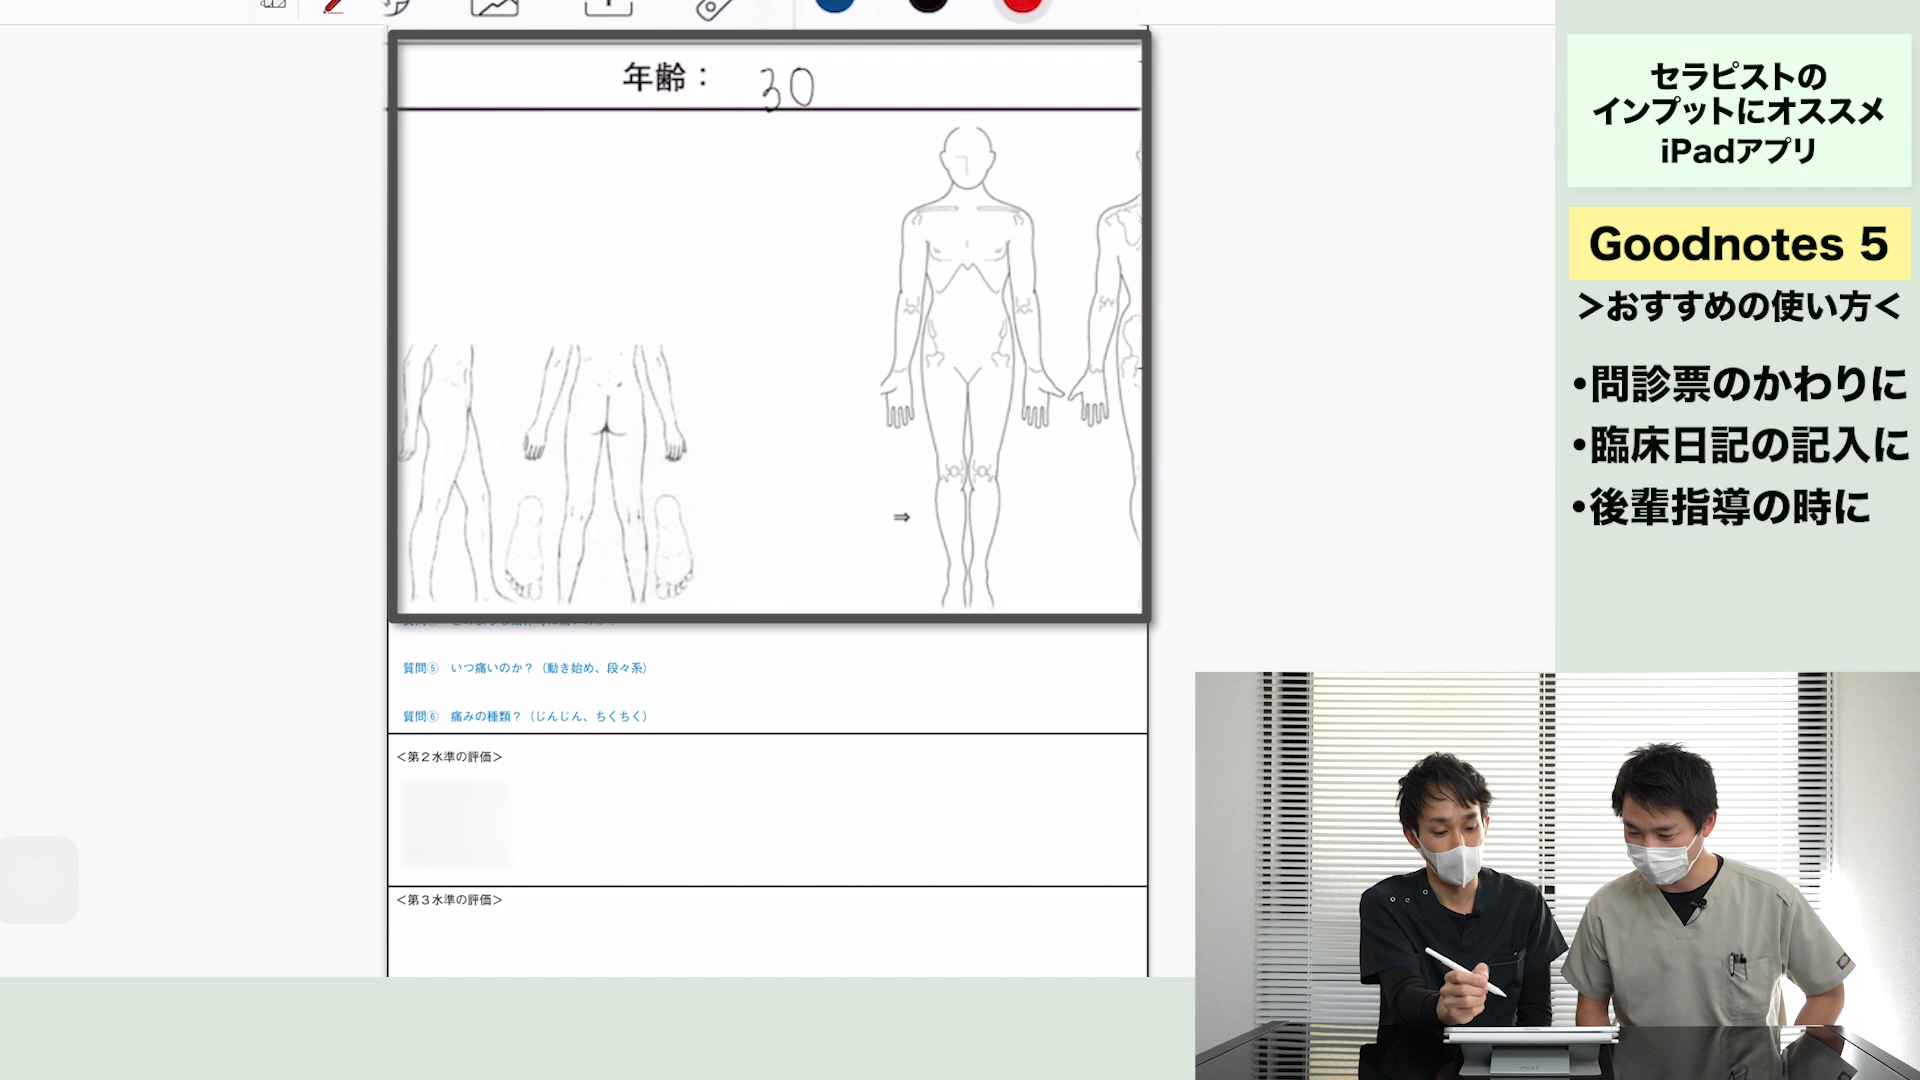 年齢： 30
⇒
質問⑤ いつ痛いのか？（動き始め、段々系）
質問⑥ 痛みの種類？（じんじん、ちくちく）
＜第２水準の評価＞
＜第３水準の評価＞
セラピストの
インプットにオススメ
iPadアプリ
Goodnotes 5
＞おすすめの使い方＜
・問診票のかわりに
・臨床日記の記入に
・後輩指導の時に